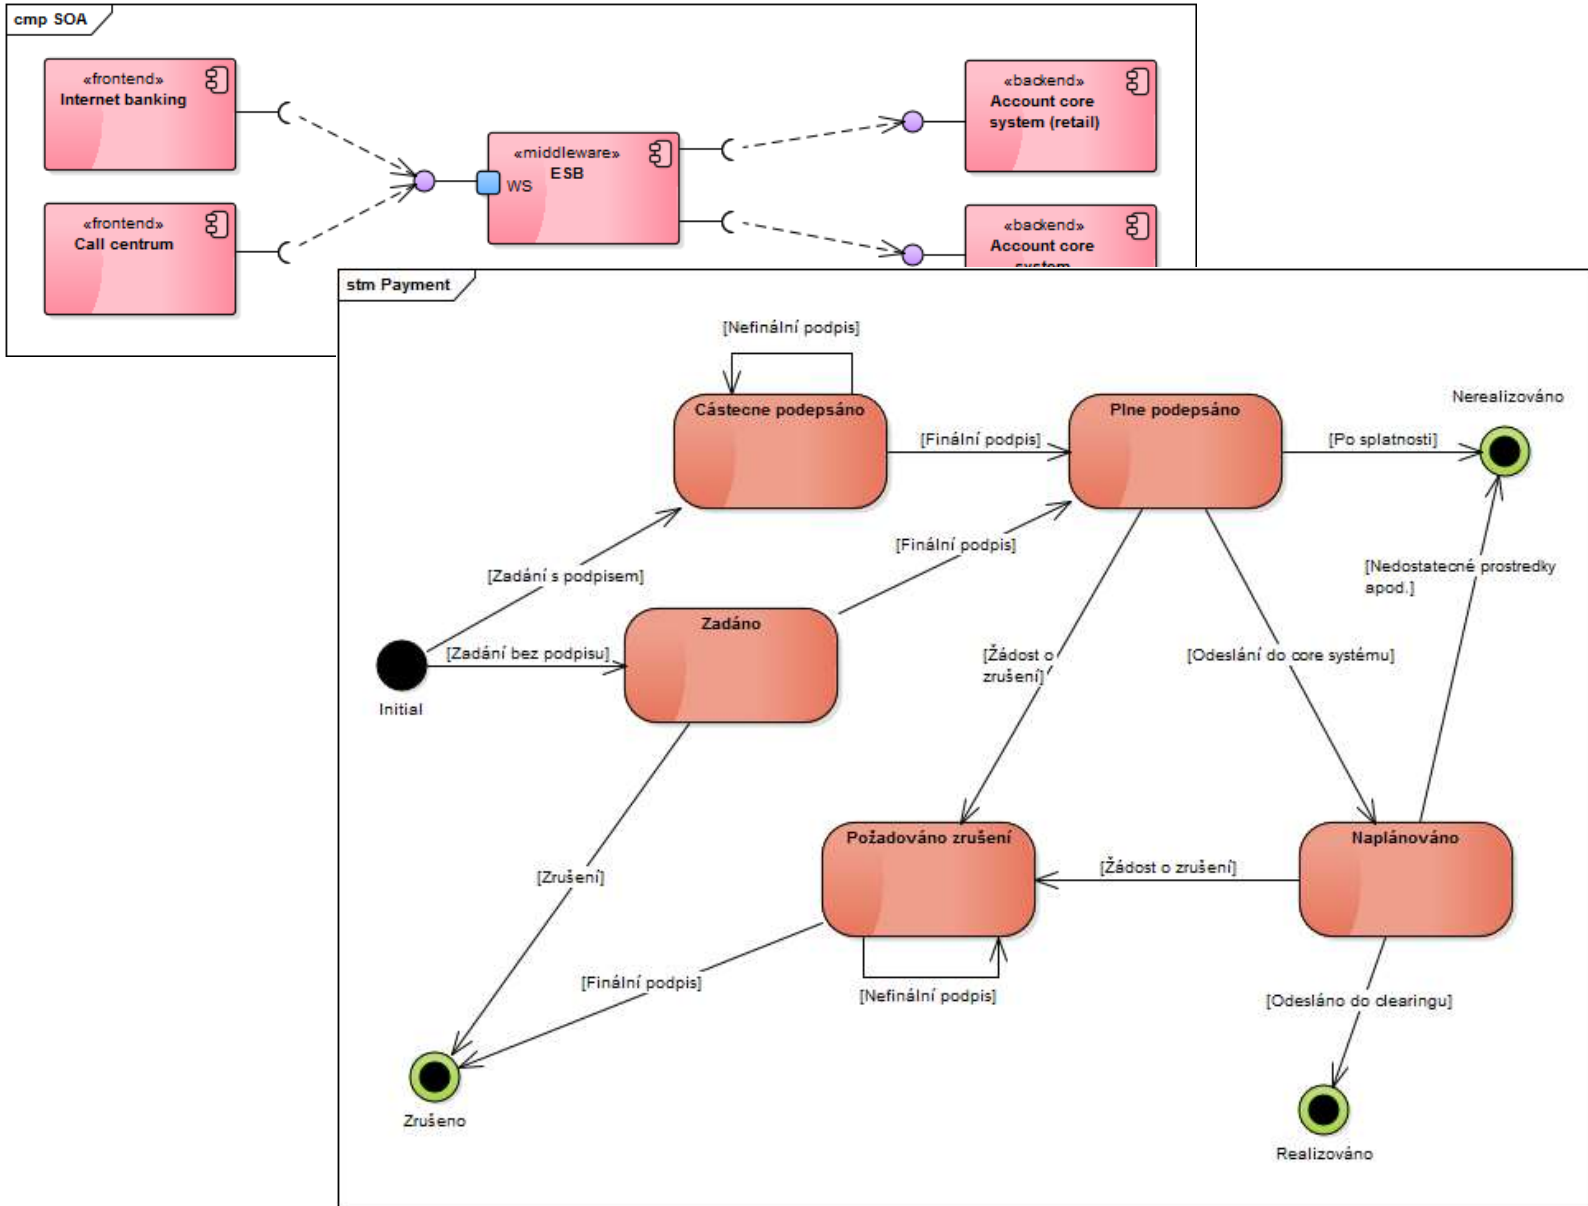 cmp SOA
«frontend»
Internet banking
«frontend»
Call centrum
«middleware»
ESB
WS
«backend»
Account core
system (retail)
«backend»
Account core
system
stm Payment
[Nefinální podpis]
Cástecne podepsáno
[Finální podpis]
Plne podepsáno
[Po splatnosti]
Nerealizováno
[Zadání s podpisem]
[Finální podpis]
[Nedostatecné prostredky
apod.]
Initial
[Zadání bez podpisu]
Zadáno
[Žádost o
zrušení]
[Odeslání do core systému]
[Zrušení]
Požadováno zrušení
[Žádost o zrušení]
Naplánováno
[Finální podpis]
[Nefinální podpis]
[Odesláno do clearingu]
Zrušeno
Realizováno